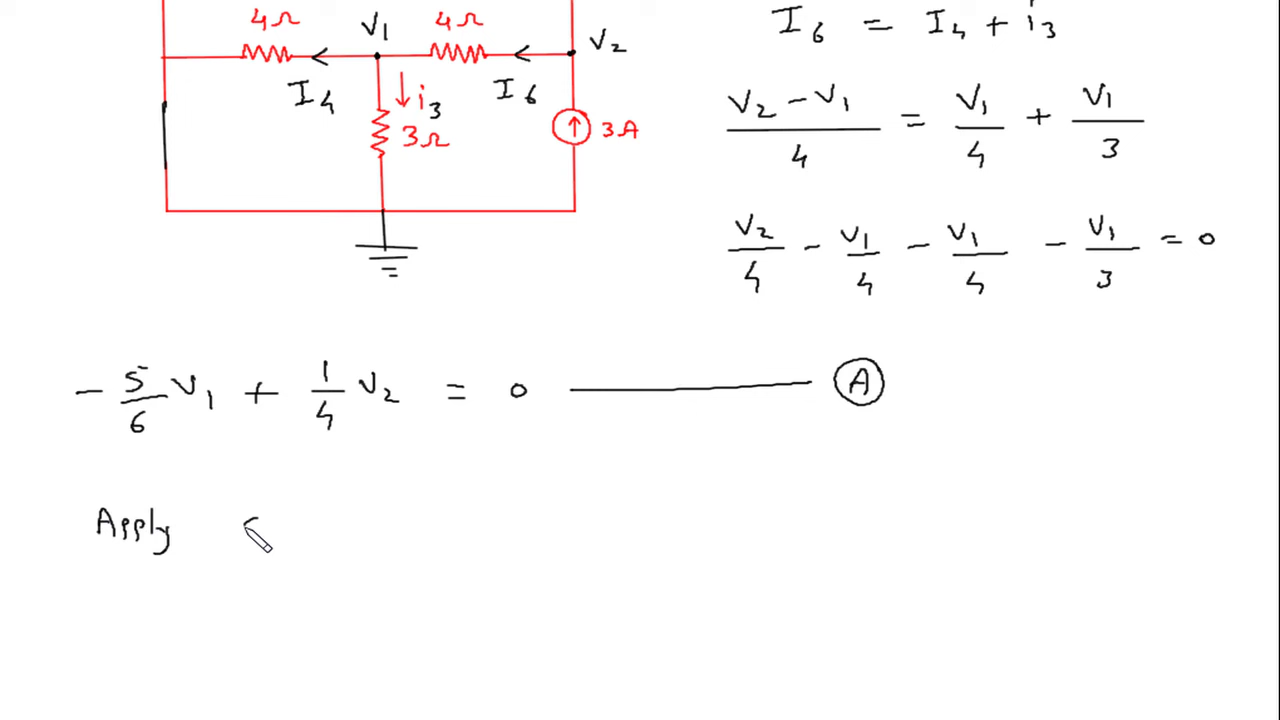 4Ω V1 4Ω V2
I4 i3 I6
3Ω 3A
I6 = I4 + i3
(V2 - V1)/4 = V1/4 + V1/3
V2/4 - V1/4 - V1/4 - V1/3 = 0
- 5/6 V1 + 1/4 V2 = 0 ——— A
Apply